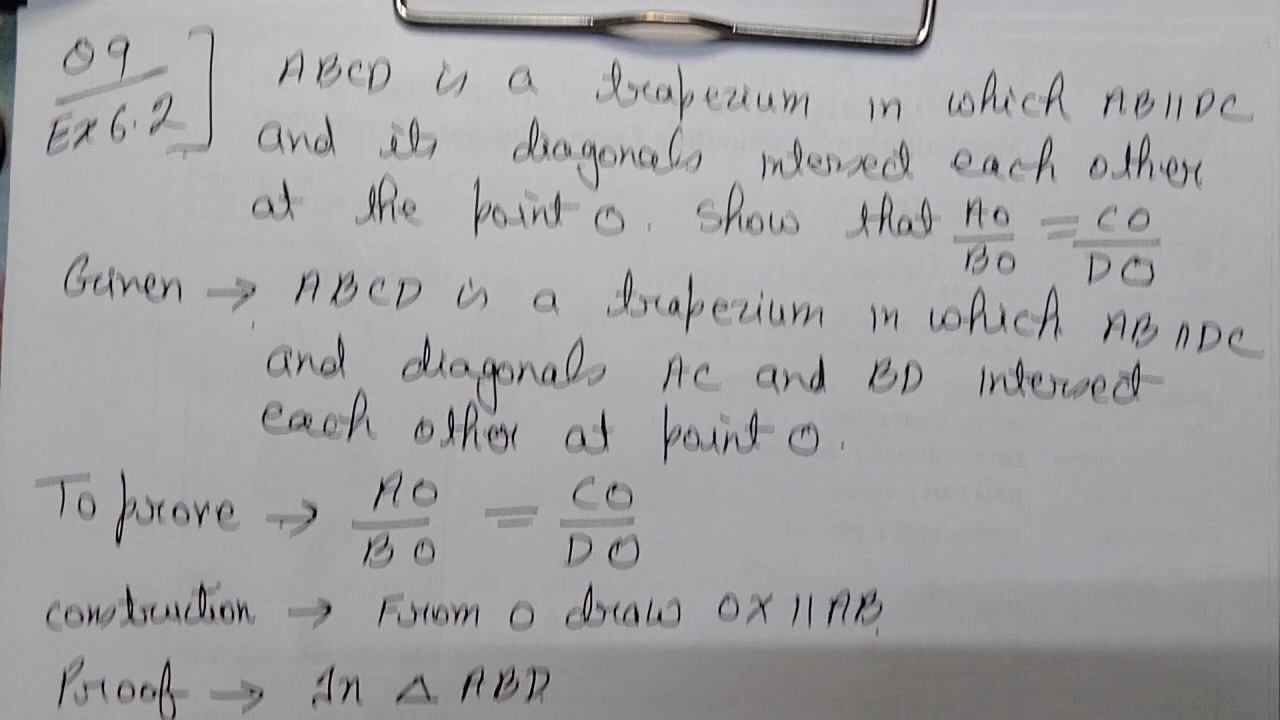 Q9 ABCD is a trapezium in which AB||DC
Ex 6.2 and its diagonals intersect each other
at the point O. Show that AO/BO = CO/DO
Given → ABCD is a trapezium in which AB||DC
and diagonals AC and BD intersect
each other at point O.
To prove → AO/BO = CO/DO
construction → From O draw OX||AB
Proof → In △ ABD